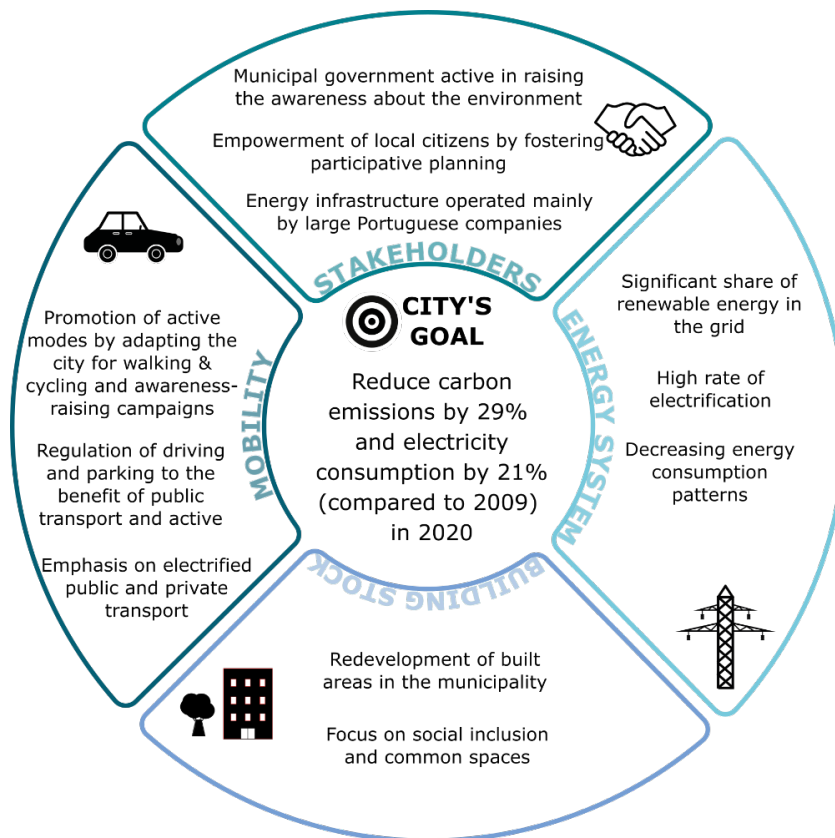 Municipal government active in raising
the awareness about the environment
Empowerment of local citizens by fostering
participative planning
Energy infrastructure operated mainly
by large Portuguese companies
STAKEHOLDERS
Promotion of active
modes by adapting the
city for walking &
cycling and awareness-
raising campaigns
Regulation of driving
and parking to the
benefit of public
transport and active
Emphasis on electrified
public and private
transport
MOBILITY
CITY'S
GOAL
Reduce carbon
emissions by 29%
and electricity
consumption by 21%
(compared to 2009)
in 2020
ENERGY SYSTEM
Significant share of
renewable energy in
the grid
High rate of
electrification
Decreasing energy
consumption
patterns
BUILDING STOCK
Redevelopment of built
areas in the municipality
Focus on social inclusion
and common spaces